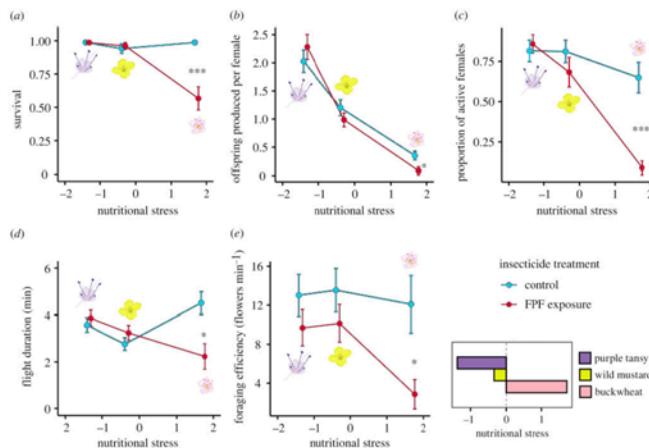 (a)
1.00
0.75
0.50
0.25
0
***
survival
−2 −1 0 1 2
nutritional stress
(b)
2.5
2.0
1.5
1.0
0.5
0
*
offspring produced per female
−2 −1 0 1 2
nutritional stress
(c)
0.75
0.50
0.25
***
proportion of active females
−2 −1 0 1 2
nutritional stress
(d)
6
4
2
0
*
flight duration (min)
−2 −1 0 1 2
nutritional stress
(e)
16
12
8
4
*
foraging efficiency (flowers min⁻¹)
−2 −1 0 1 2
nutritional stress
insecticide treatment
control
FPF exposure
purple tansy
wild mustard
buckwheat
−1 0 1
nutritional stress